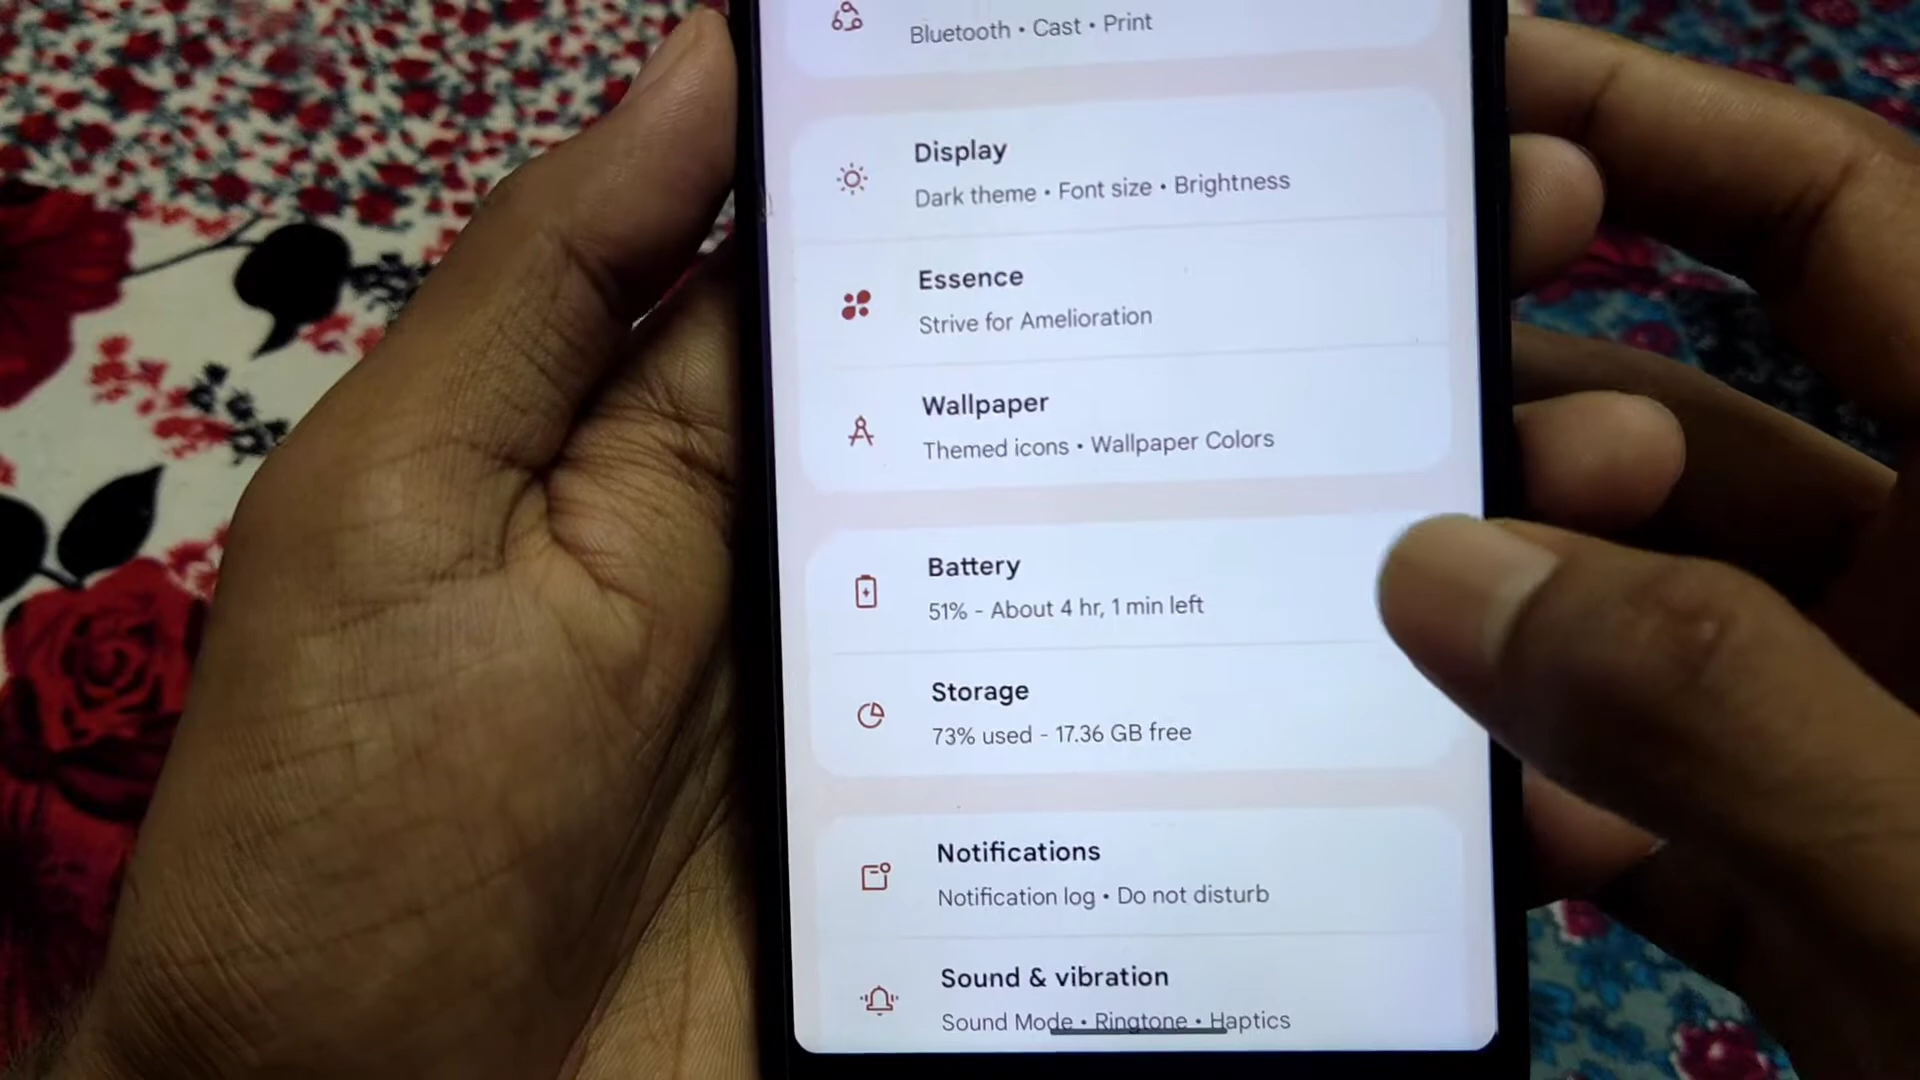 Bluetooth • Cast • Print
Display
Dark theme • Font size • Brightness
Essence
Strive for Amelioration
Wallpaper
Themed icons • Wallpaper Colors
Battery
51% - About 4 hr, 1 min left
Storage
73% used - 17.36 GB free
Notifications
Notification log • Do not disturb
Sound & vibration
Sound Mode • Ringtone • Haptics